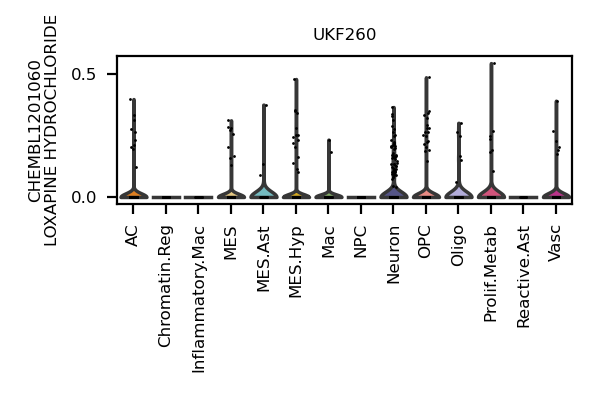 UKF260
CHEMBL1201060
LOXAPINE HYDROCHLORIDE
0.5
0.0
AC
Chromatin.Reg
Inflammatory.Mac
MES
MES.Ast
MES.Hyp
Mac
NPC
Neuron
OPC
Oligo
Prolif.Metab
Reactive.Ast
Vasc